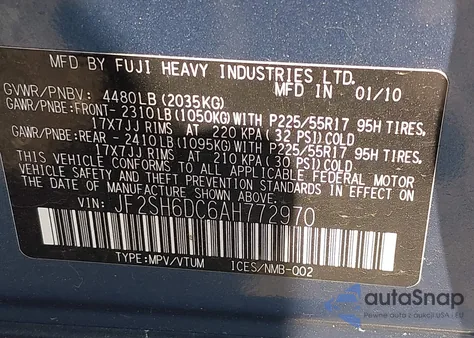 MFD BY FUJI HEAVY INDUSTRIES LTD.
MFD IN 01/10
GVWR/PNBV: 4480LB(2035KG)
GAWR/PNBE:FRONT- 2310LB(1050KG)WITH P225/55R17 95H TIRES,
17X7JJ RIMS AT 220 KPA(32 PSI)COLD
GAWR/PNBE:REAR -2410LB(1095KG)WITH P225/55R17 95H TIRES,
17X7JJ RIMS AT 210 KPA(30 PSI)COLD
THIS VEHICLE CONFORMS TO ALL APPLICABLE FEDERAL MOTOR
VEHICLE SAFETY STANDARDS IN EFFECT ON THE DATE OF
MANUFACTURE SHOWN ABOVE.
VIN: JF2SH6DC6AH772970
TYPE:MPV/VTUM ICES/NMB-002
autoSnap
Pewne auta z USA i EU